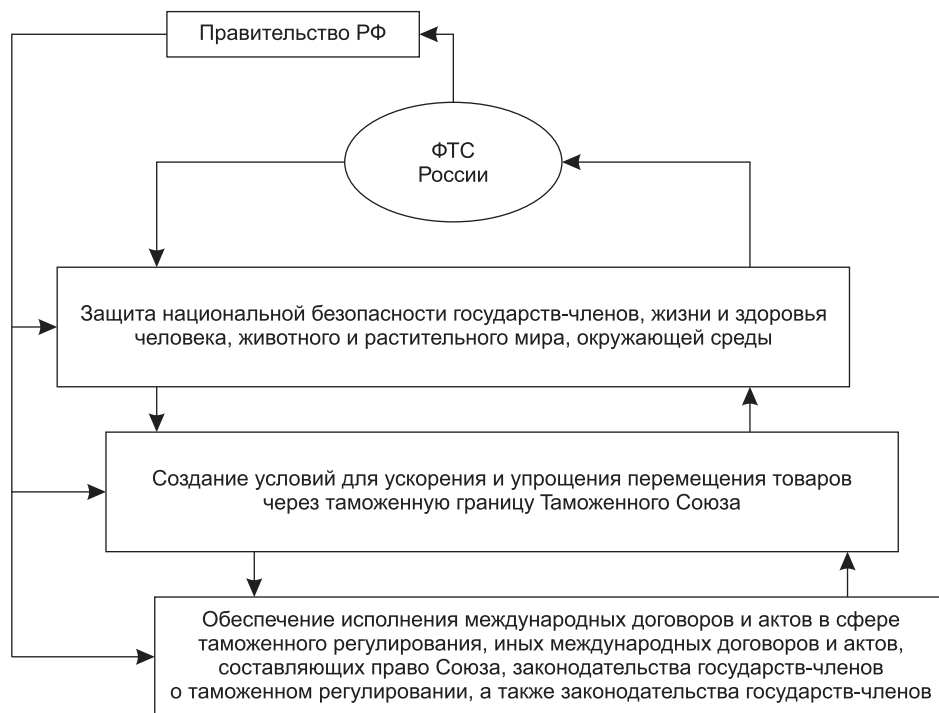 Правительство РФ
ФТС
России
Защита национальной безопасности государств-членов, жизни и здоровья
человека, животного и растительного мира, окружающей среды
Создание условий для ускорения и упрощения перемещения товаров
через таможенную границу Таможенного Союза
Обеспечение исполнения международных договоров и актов в сфере
таможенного регулирования, иных международных договоров и актов,
составляющих право Союза, законодательства государств-членов
о таможенном регулировании, а также законодательства государств-членов